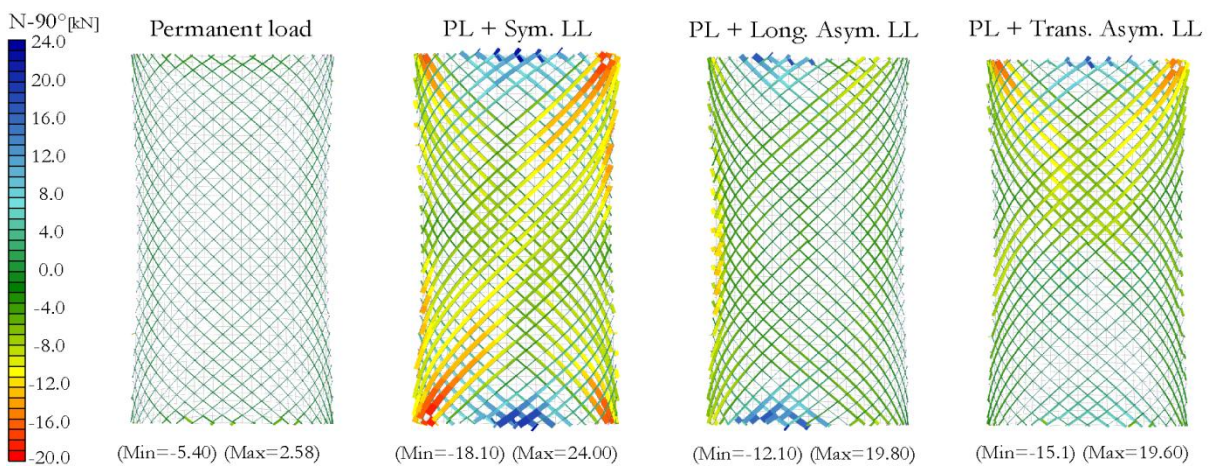 N-90°[kN]
24.0
20.0
16.0
12.0
8.0
4.0
0.0
-4.0
-8.0
-12.0
-16.0
-20.0
Permanent load
PL + Sym. LL
PL + Long. Asym. LL
PL + Trans. Asym. LL
(Min=-5.40) (Max=2.58)
(Min=-18.10) (Max=24.00)
(Min=-12.10) (Max=19.80)
(Min=-15.1) (Max=19.60)